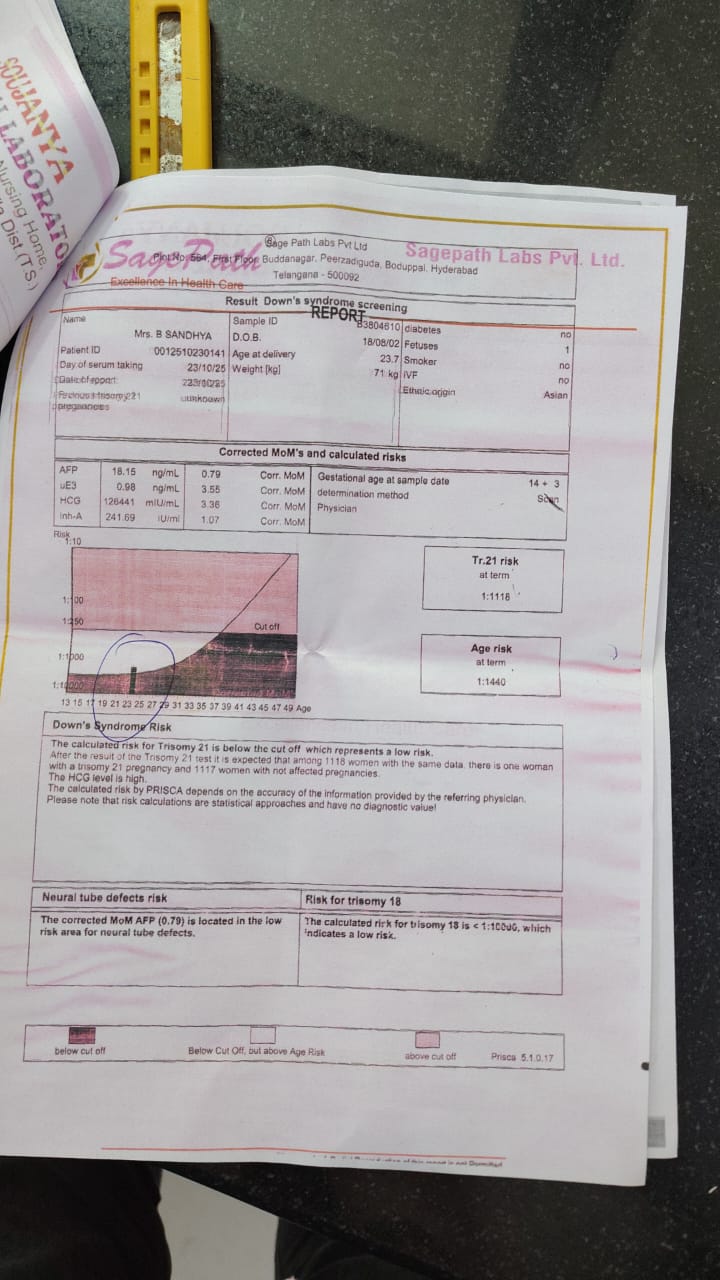 SOUJANYA
LABORATO
Nursing Home,
Dist (T.S.)
Sage Path Labs Pvt Ltd
SagePath
Sagepath Labs Pvt. Ltd.
Plot No: 564, First Floor, Buddanagar, Peerzadiguda, Boduppal, Hyderabad
Telangana - 500092
Excellence In Health Care
Result Down's syndrome screening
REPORT
Name
Mrs. B SANDHYA
Patient ID 0012510230141
Day of serum taking 23/10/25
Date of report:
Previous trisomy 21 unknown
pregnancies
Sample ID B3804610
D.O.B. 18/08/02
Age at delivery 23.7
Weight [kg] 71 kg
diabetes no
Fetuses 1
Smoker no
IVF no
Ethnic origin Asian
Corrected MoM's and calculated risks
AFP 18.15 ng/mL 0.79 Corr. MoM
uE3 0.98 ng/mL 3.55 Corr. MoM
HCG 126441 mIU/mL 3.36 Corr. MoM
Inh-A 241.69 IU/ml 1.07 Corr. MoM
Gestational age at sample date 14 + 3
determination method Scan
Physician
Risk
1:10
1:100
1:250
Cut off
1:1000
1:10000
13 15 17 19 21 23 25 27 29 31 33 35 37 39 41 43 45 47 49 Age
Tr.21 risk
at term
1:1118
Age risk
at term
1:1440
Down's Syndrome Risk
The calculated risk for Trisomy 21 is below the cut off which represents a low risk.
After the result of the Trisomy 21 test it is expected that among 1118 women with the same data, there is one woman
with a trisomy 21 pregnancy and 1117 women with not affected pregnancies.
The HCG level is high.
The calculated risk by PRISCA depends on the accuracy of the information provided by the referring physician.
Please note that risk calculations are statistical approaches and have no diagnostic value!
Neural tube defects risk
The corrected MoM AFP (0.79) is located in the low
risk area for neural tube defects.
Risk for trisomy 18
The calculated risk for trisomy 18 is < 1:10000, which
indicates a low risk.
below cut off
Below Cut Off, but above Age Risk
above cut off
Prisca 5.1.0.17